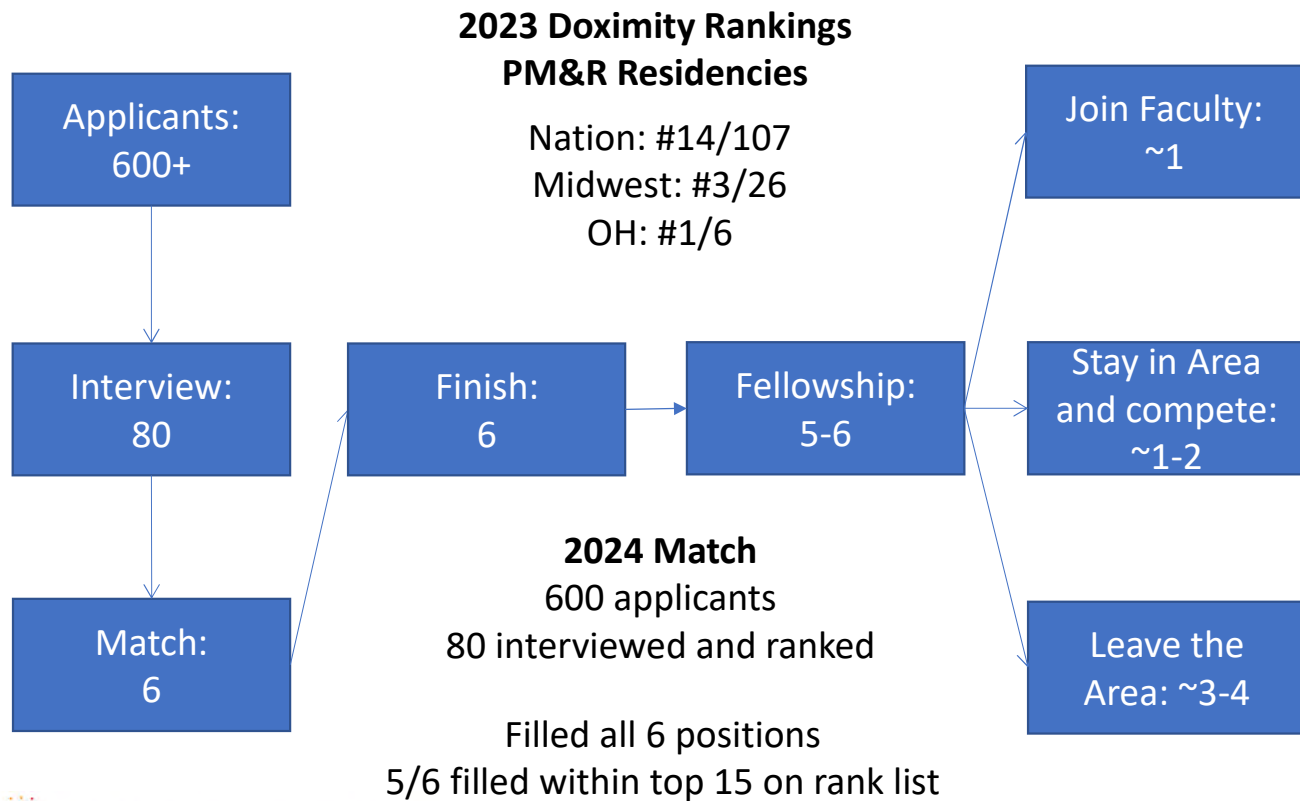 2023 Doximity Rankings
PM&R Residencies
Nation: #14/107
Midwest: #3/26
OH: #1/6
Applicants:
600+
Interview:
80
Match:
6
Finish:
6
Fellowship:
5-6
Join Faculty:
~1
Stay in Area
and compete:
~1-2
Leave the
Area: ~3-4
2024 Match
600 applicants
80 interviewed and ranked
Filled all 6 positions
5/6 filled within top 15 on rank list